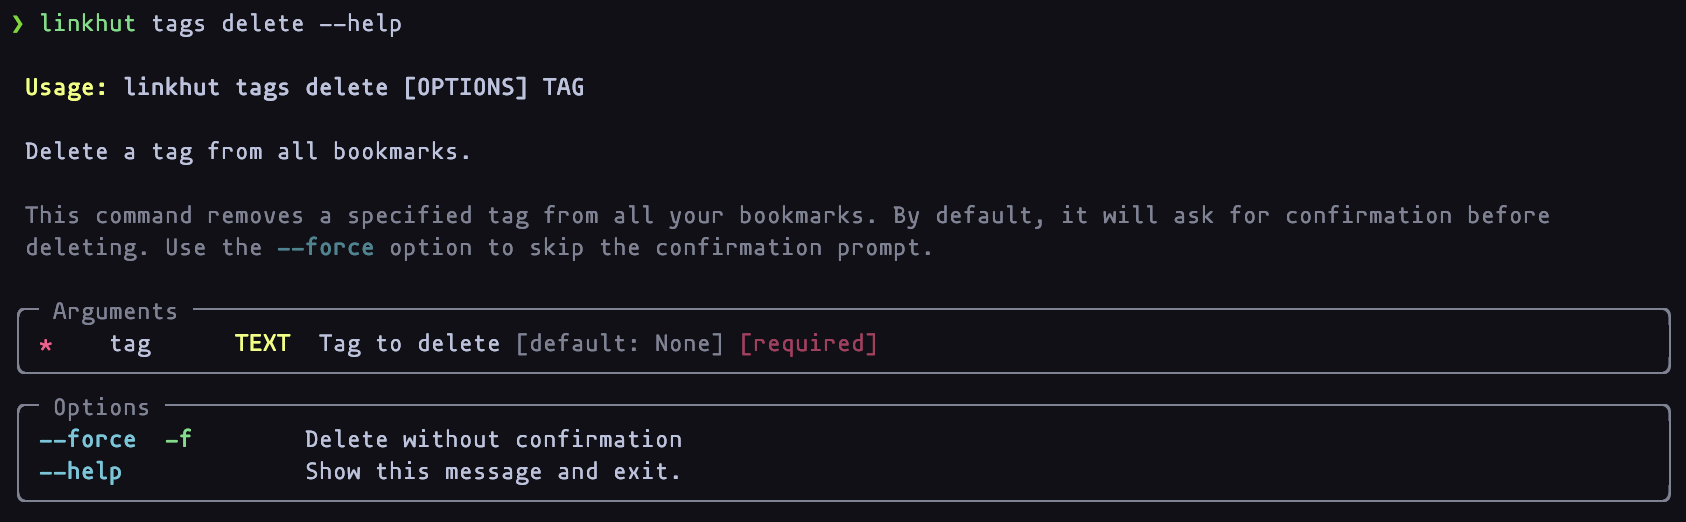 ❯ linkhut tags delete --help
Usage: linkhut tags delete [OPTIONS] TAG
Delete a tag from all bookmarks.
This command removes a specified tag from all your bookmarks. By default, it will ask for confirmation before
deleting. Use the --force option to skip the confirmation prompt.
Arguments
* tag TEXT Tag to delete [default: None] [required]
Options
--force -f Delete without confirmation
--help Show this message and exit.